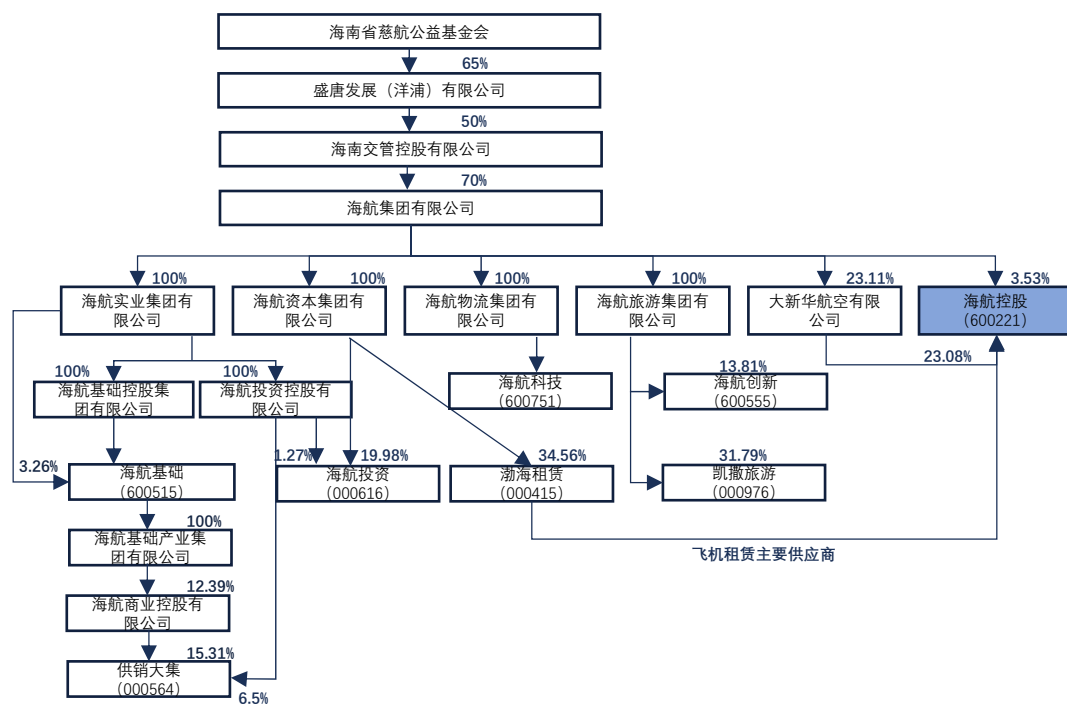 海南省慈航公益基金会
65%
盛唐发展（洋浦）有限公司
50%
海南交管控股有限公司
70%
海航集团有限公司
100%
100%
100%
100%
23.11%
3.53%
海航实业集团有
限公司
海航资本集团有
限公司
海航物流集团有
限公司
海航旅游集团有
限公司
大新华航空有限
公司
海航控股
(600221)
23.08%
100%
100%
13.81%
海航基础控股集
团有限公司
海航投资控股有
限公司
海航科技
(600751)
海航创新
(600555)
3.26%
1.27%
19.98%
34.56%
31.79%
海航基础
(600515)
海航投资
(000616)
渤海租赁
(000415)
凯撒旅游
(000976)
100%
海航基础产业集
团有限公司
飞机租赁主要供应商
12.39%
海航商业控股有
限公司
15.31%
供销大集
(000564)
6.5%